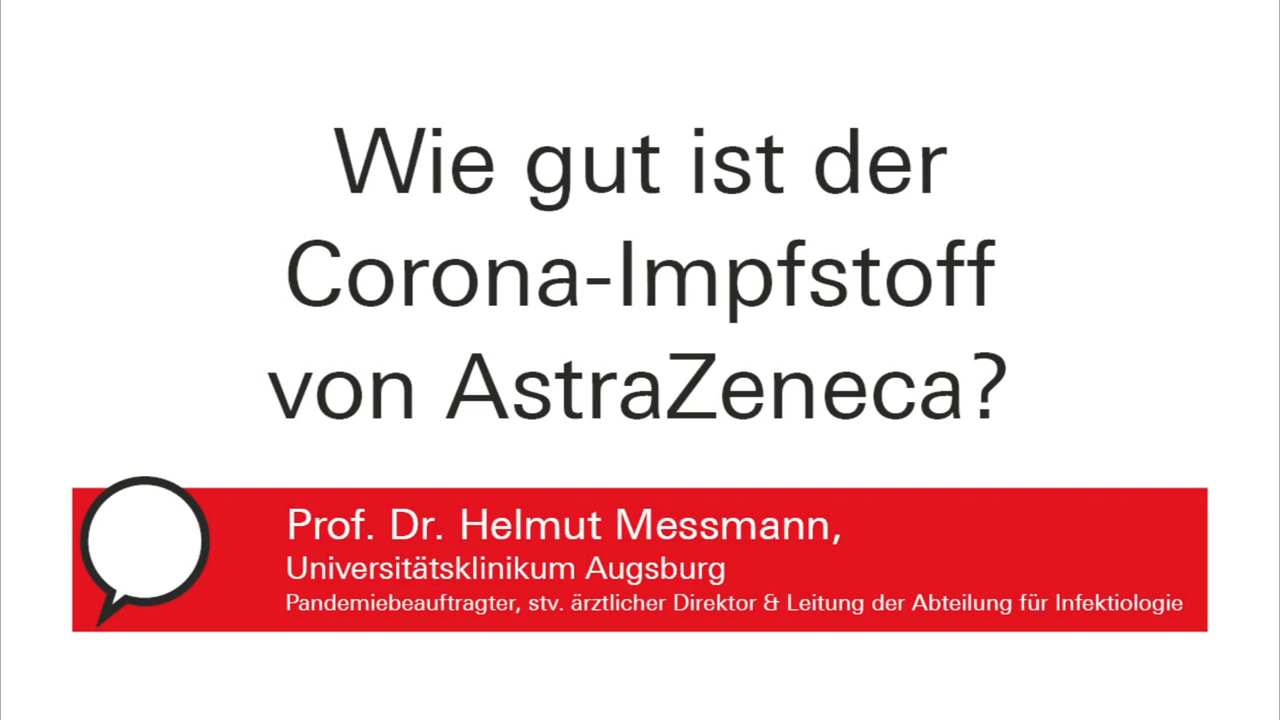 Wie gut ist der
Corona-Impfstoff
von AstraZeneca?
Prof. Dr. Helmut Messmann,
Universitätsklinikum Augsburg
Pandemiebeauftragter, stv. ärztlicher Direktor & Leitung der Abteilung für Infektiologie